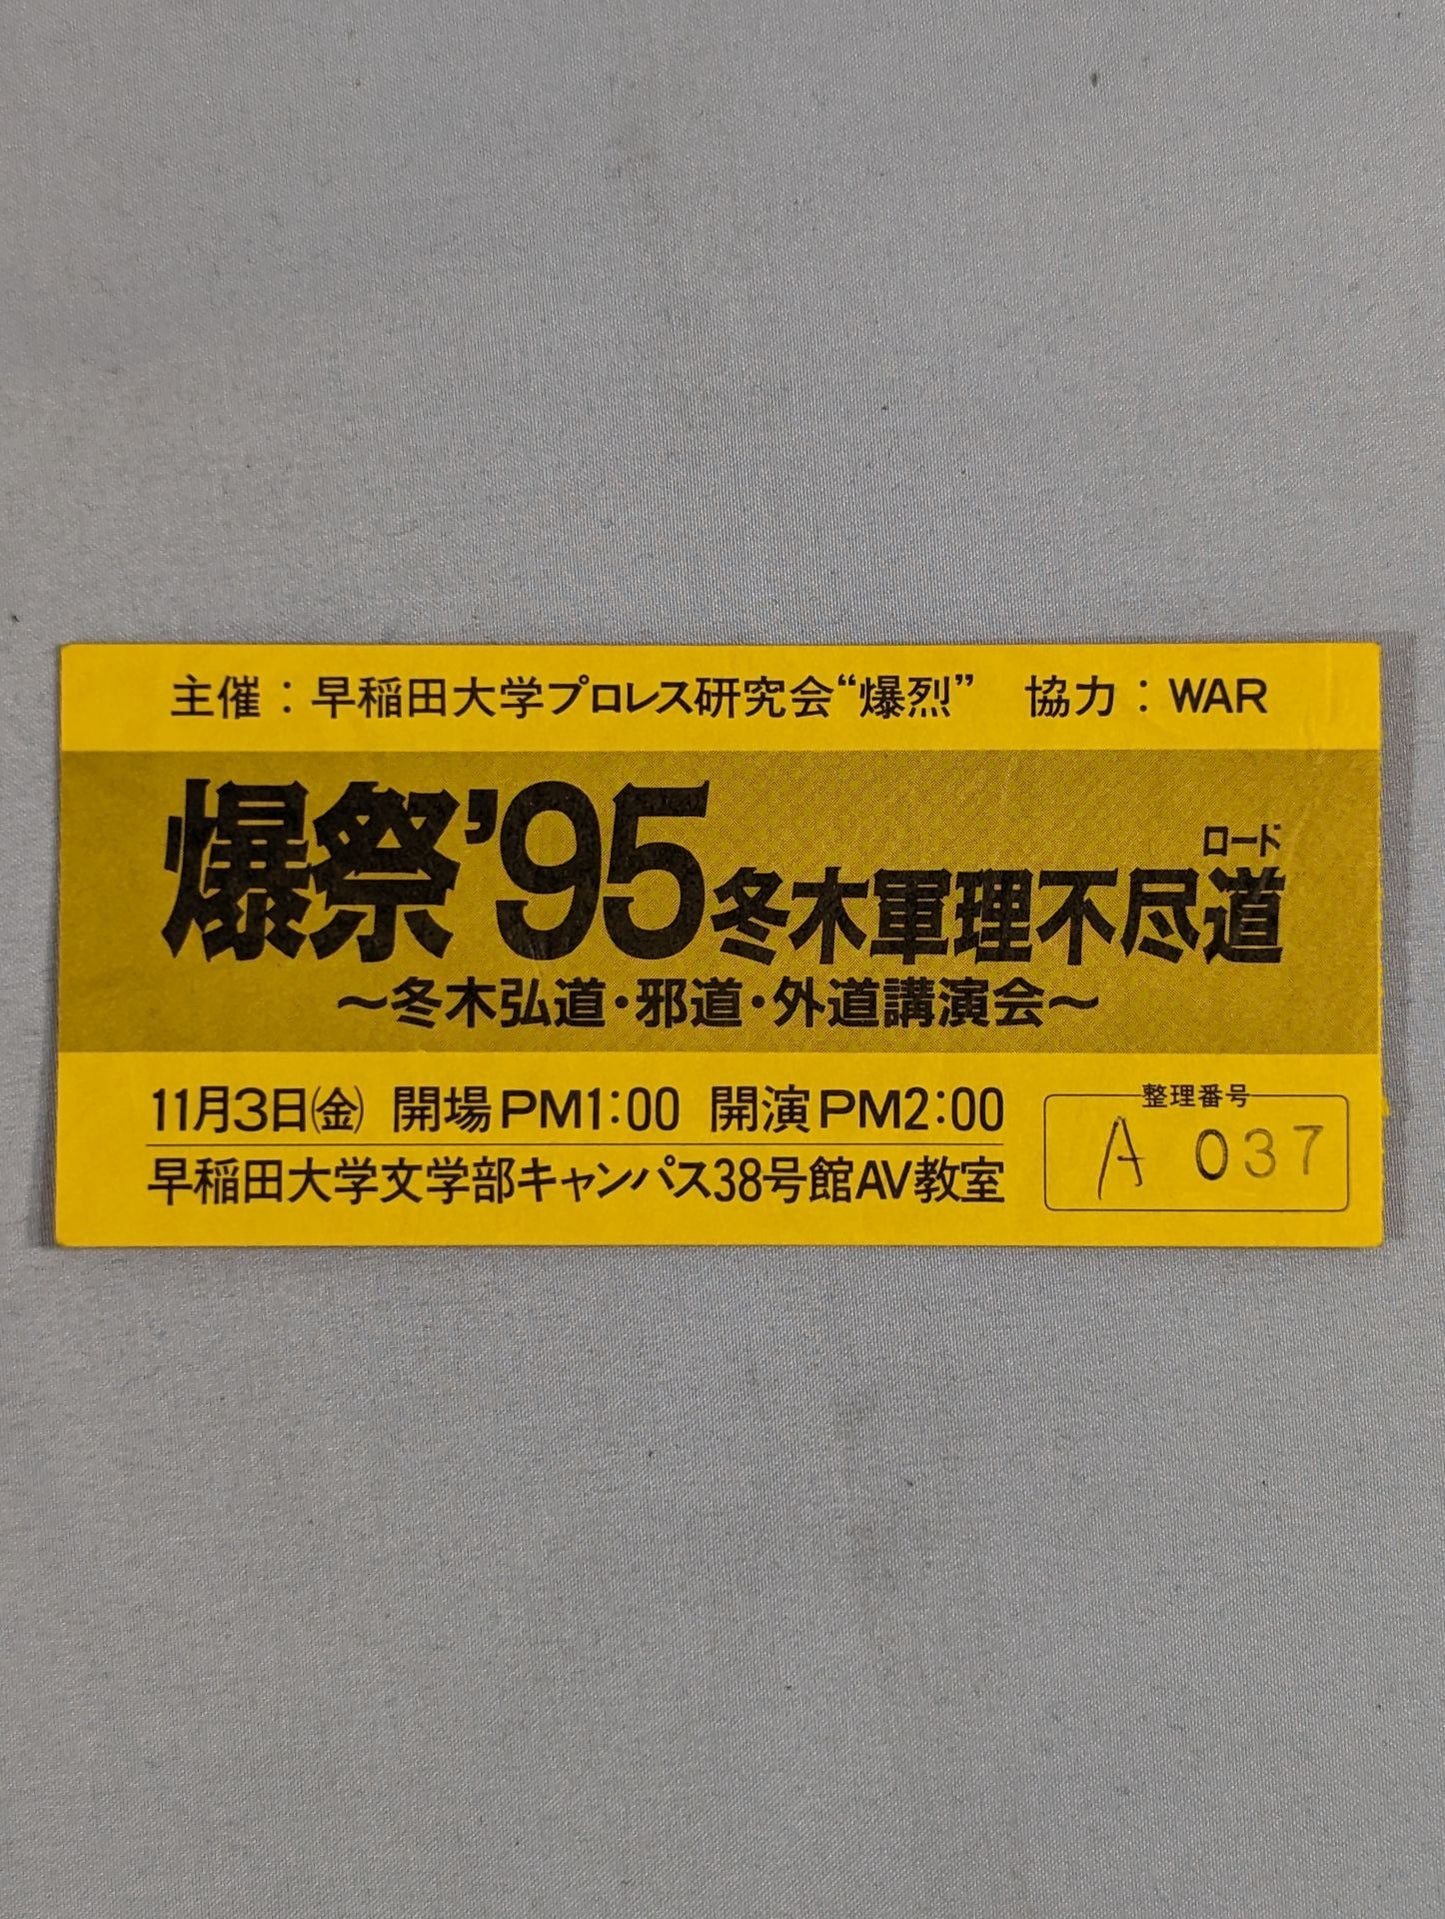 主催：早稲田大学プロレス研究会“爆烈”　協力：WAR
ロード
爆祭'95冬木軍理不尽道
〜冬木弘道・邪道・外道講演会〜
11月3日㈮ 開場PM1:00 開演PM2:00
早稲田大学文学部キャンパス38号館AV教室
整理番号
A 037